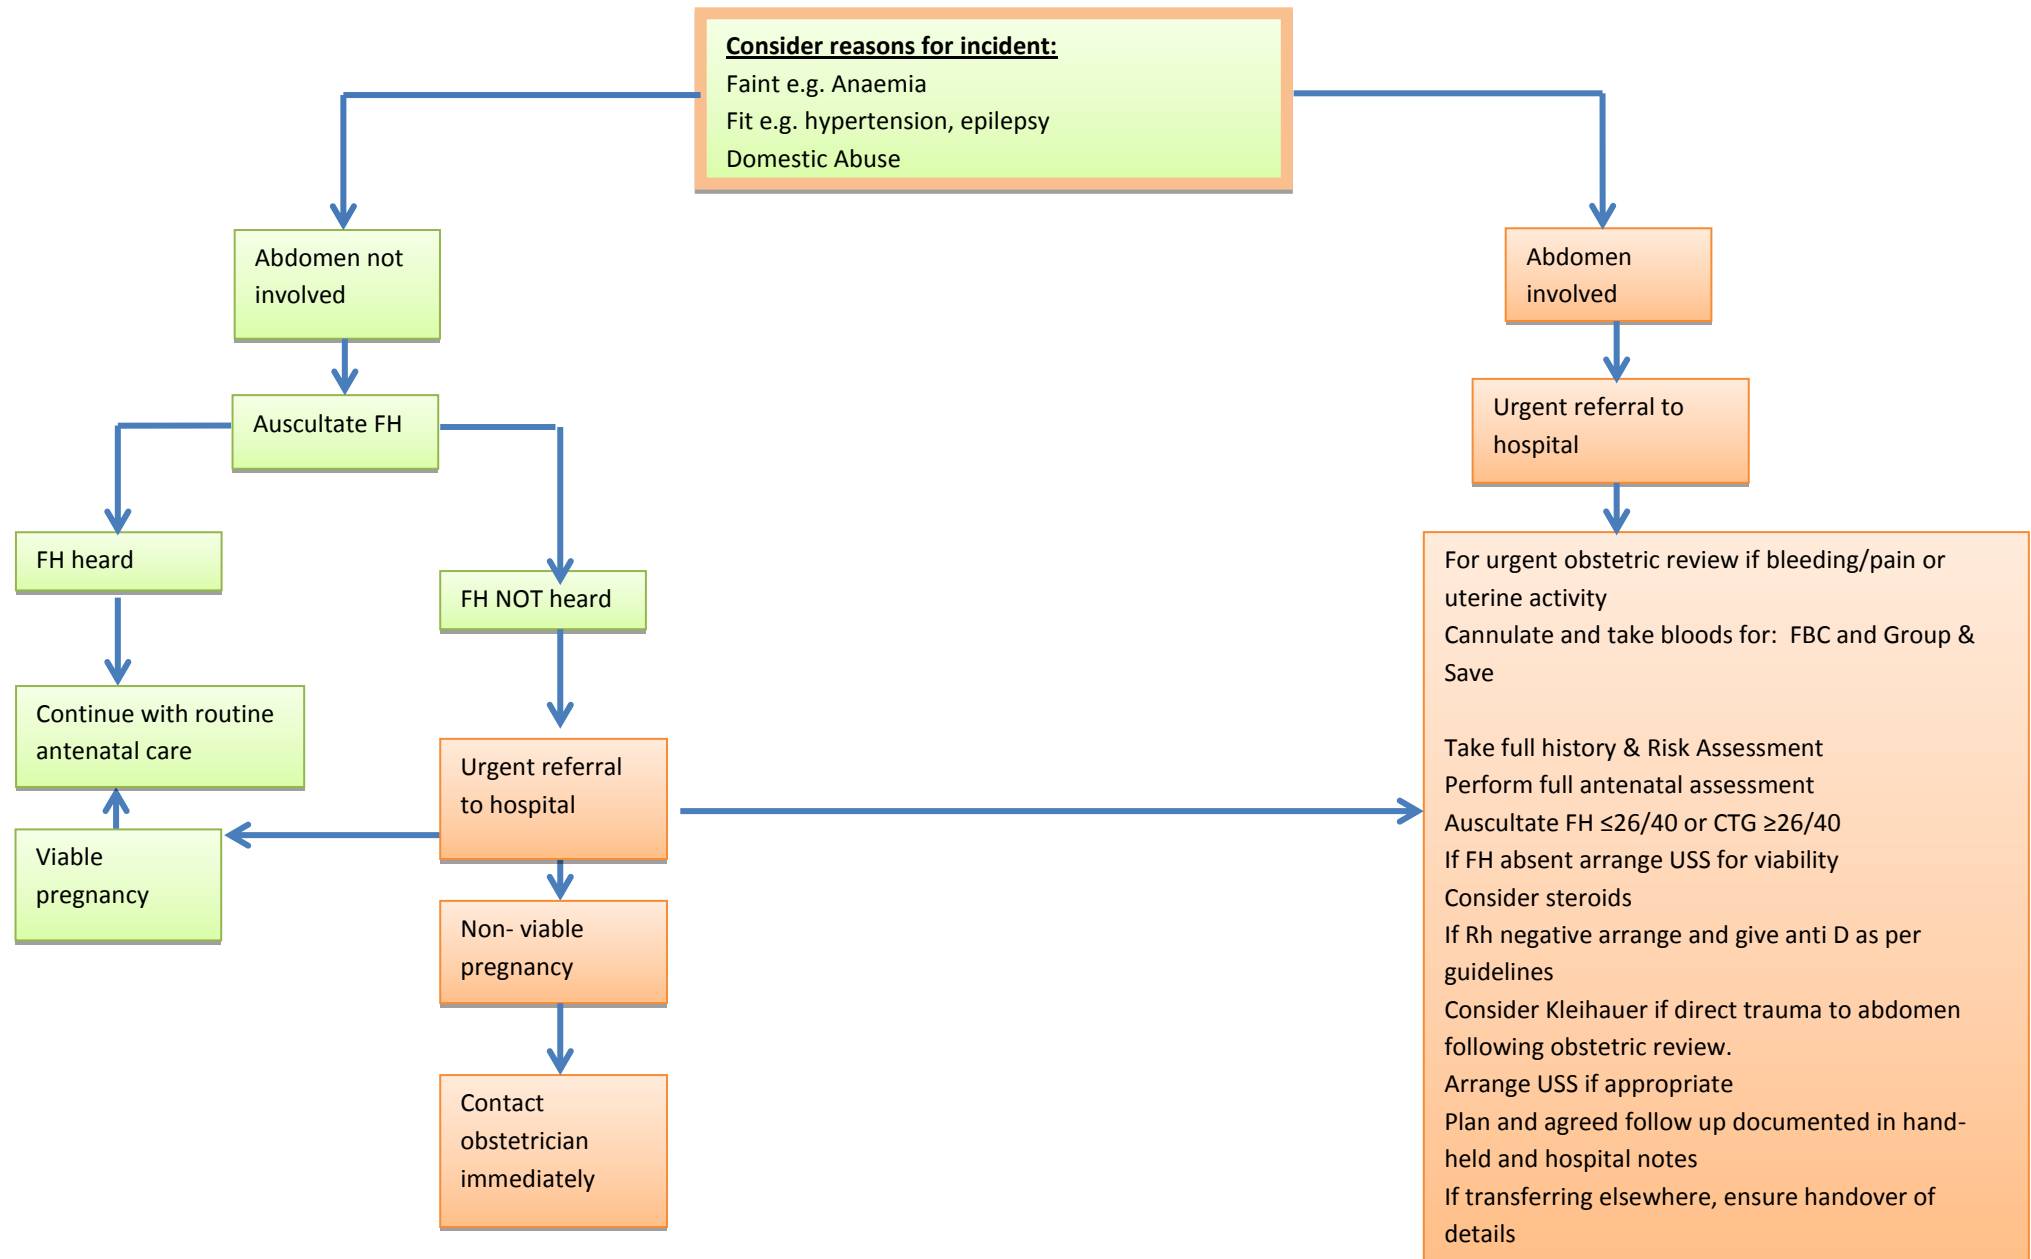 Consider reasons for incident:
Faint e.g. Anaemia
Fit e.g. hypertension, epilepsy
Domestic Abuse
Abdomen not
involved
Abdomen
involved
Auscultate FH
Urgent referral to
hospital
FH heard
FH NOT heard
Continue with routine
antenatal care
Urgent referral
to hospital
Viable
pregnancy
Non- viable
pregnancy
Contact
obstetrician
immediately
For urgent obstetric review if bleeding/pain or
uterine activity
Cannulate and take bloods for:  FBC and Group &
Save
Take full history & Risk Assessment
Perform full antenatal assessment
Auscultate FH ≤26/40 or CTG ≥26/40
If FH absent arrange USS for viability
Consider steroids
If Rh negative arrange and give anti D as per
guidelines
Consider Kleihauer if direct trauma to abdomen
following obstetric review.
Arrange USS if appropriate
Plan and agreed follow up documented in hand-
held and hospital notes
If transferring elsewhere, ensure handover of
details